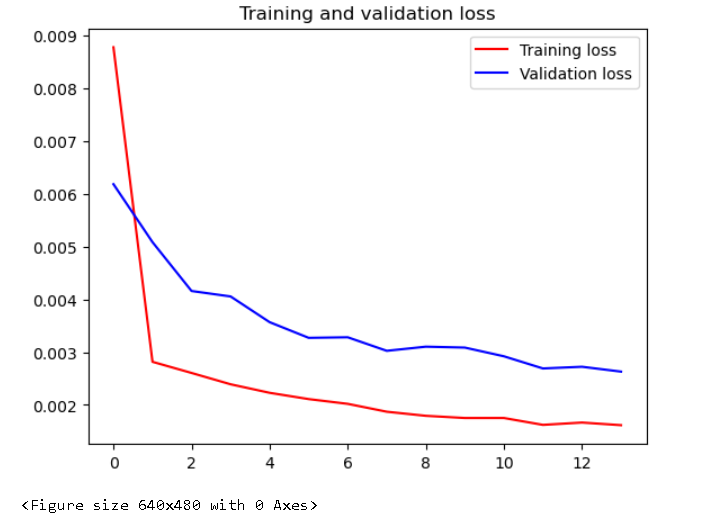 Training and validation loss
0.009
0.008
0.007
0.006
0.005
0.004
0.003
0.002
Training loss
Validation loss
0 2 4 6 8 10 12
<Figure size 640x480 with 0 Axes>